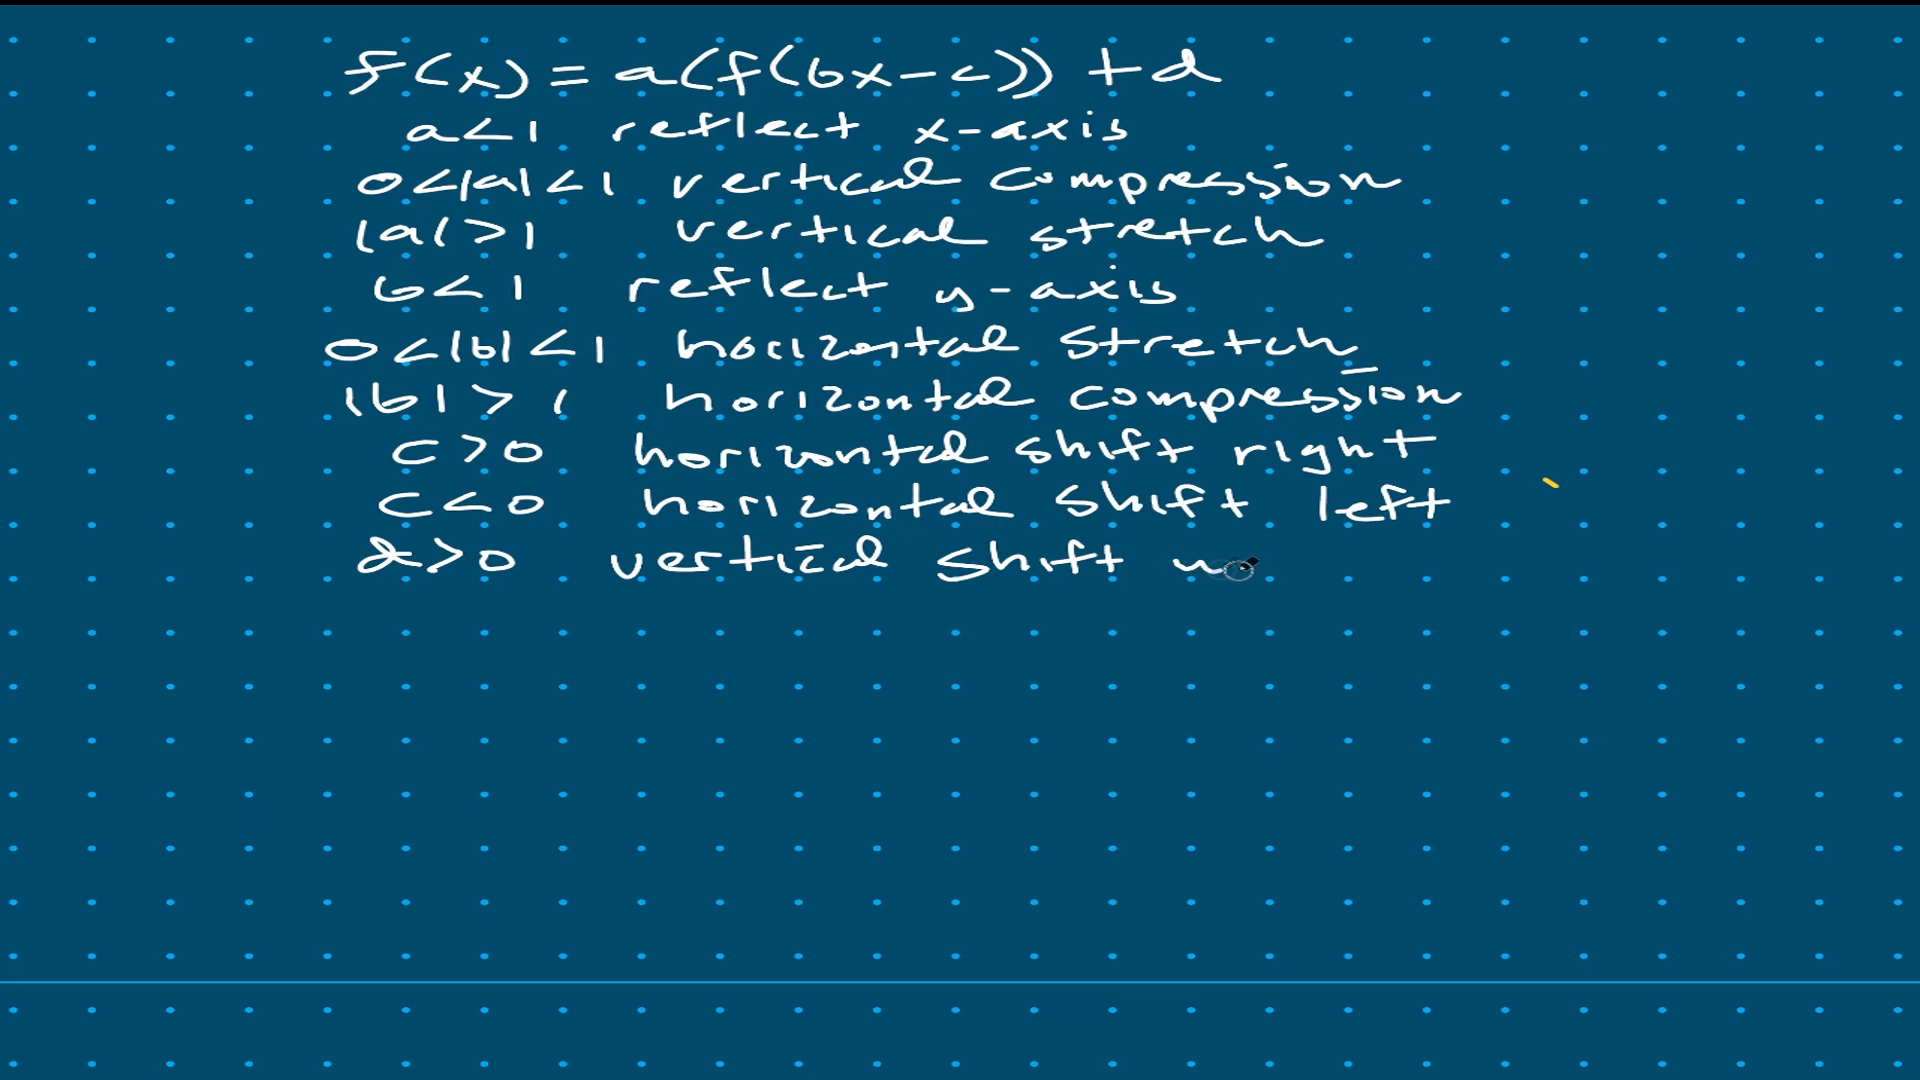 f(x) = a(f(bx-c)) + d
a<1 reflect x-axis
0<|a|<1 vertical compression
|a|>1 vertical stretch
b<1 reflect y-axis
0<|b|<1 horizontal stretch
|b|>1 horizontal compression
c>0 horizontal shift right
c<0 horizontal shift left
d>0 vertical shift